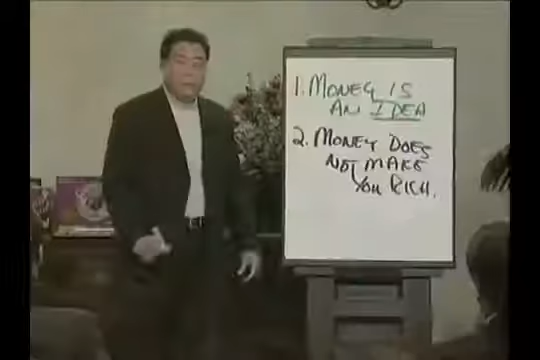 1. MONEY IS
AN IDEA
2. MONEY DOES
NOT MAKE
YOU RICH.